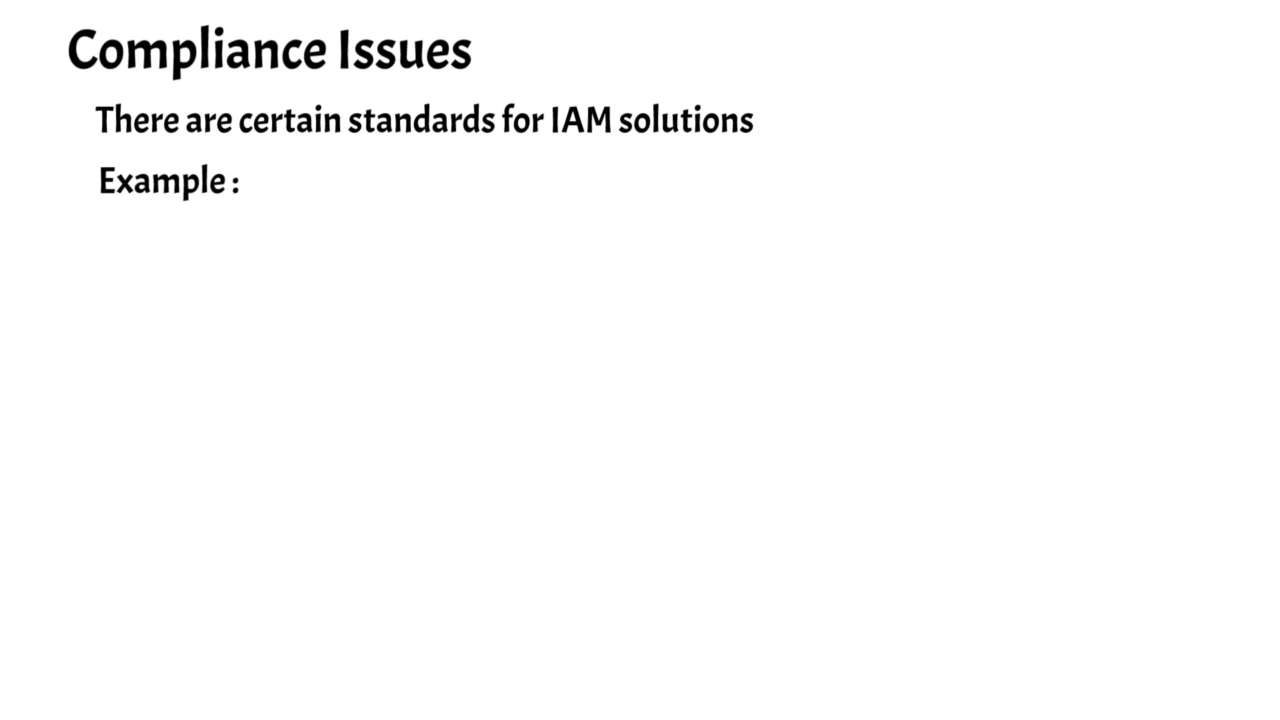 Compliance Issues
There are certain standards for IAM solutions
Example :